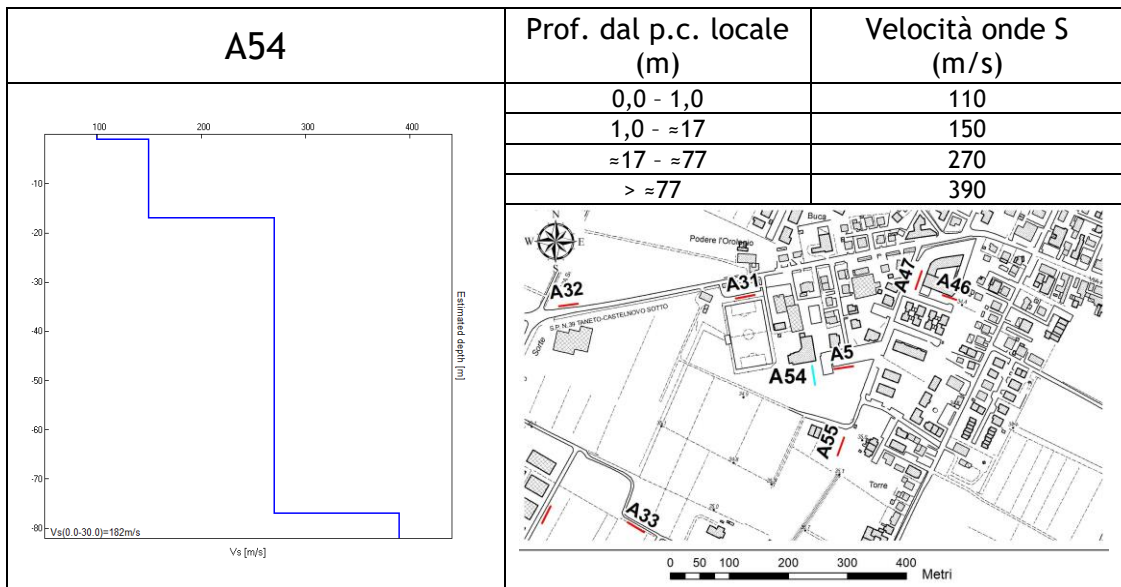 A54
Prof. dal p.c. locale
(m)
Velocità onde S
(m/s)
0,0 – 1,0
110
1,0 – ≈17
150
≈17 – ≈77
270
> ≈77
390
100
200
300
400
-10
-20
-30
-40
-50
-60
-70
-80
Estimated depth [m]
Vs(0.0-30.0)=182m/s
Vs [m/s]
N
W
E
S
Buca
Podere l'Orologio
A32
A31
A47
A46
S.P. N.39 TANETO-CASTELNOVO SOTTO
Sorte
A5
A54
A55
Torre
A33
0 50 100 200 300 400
Metri